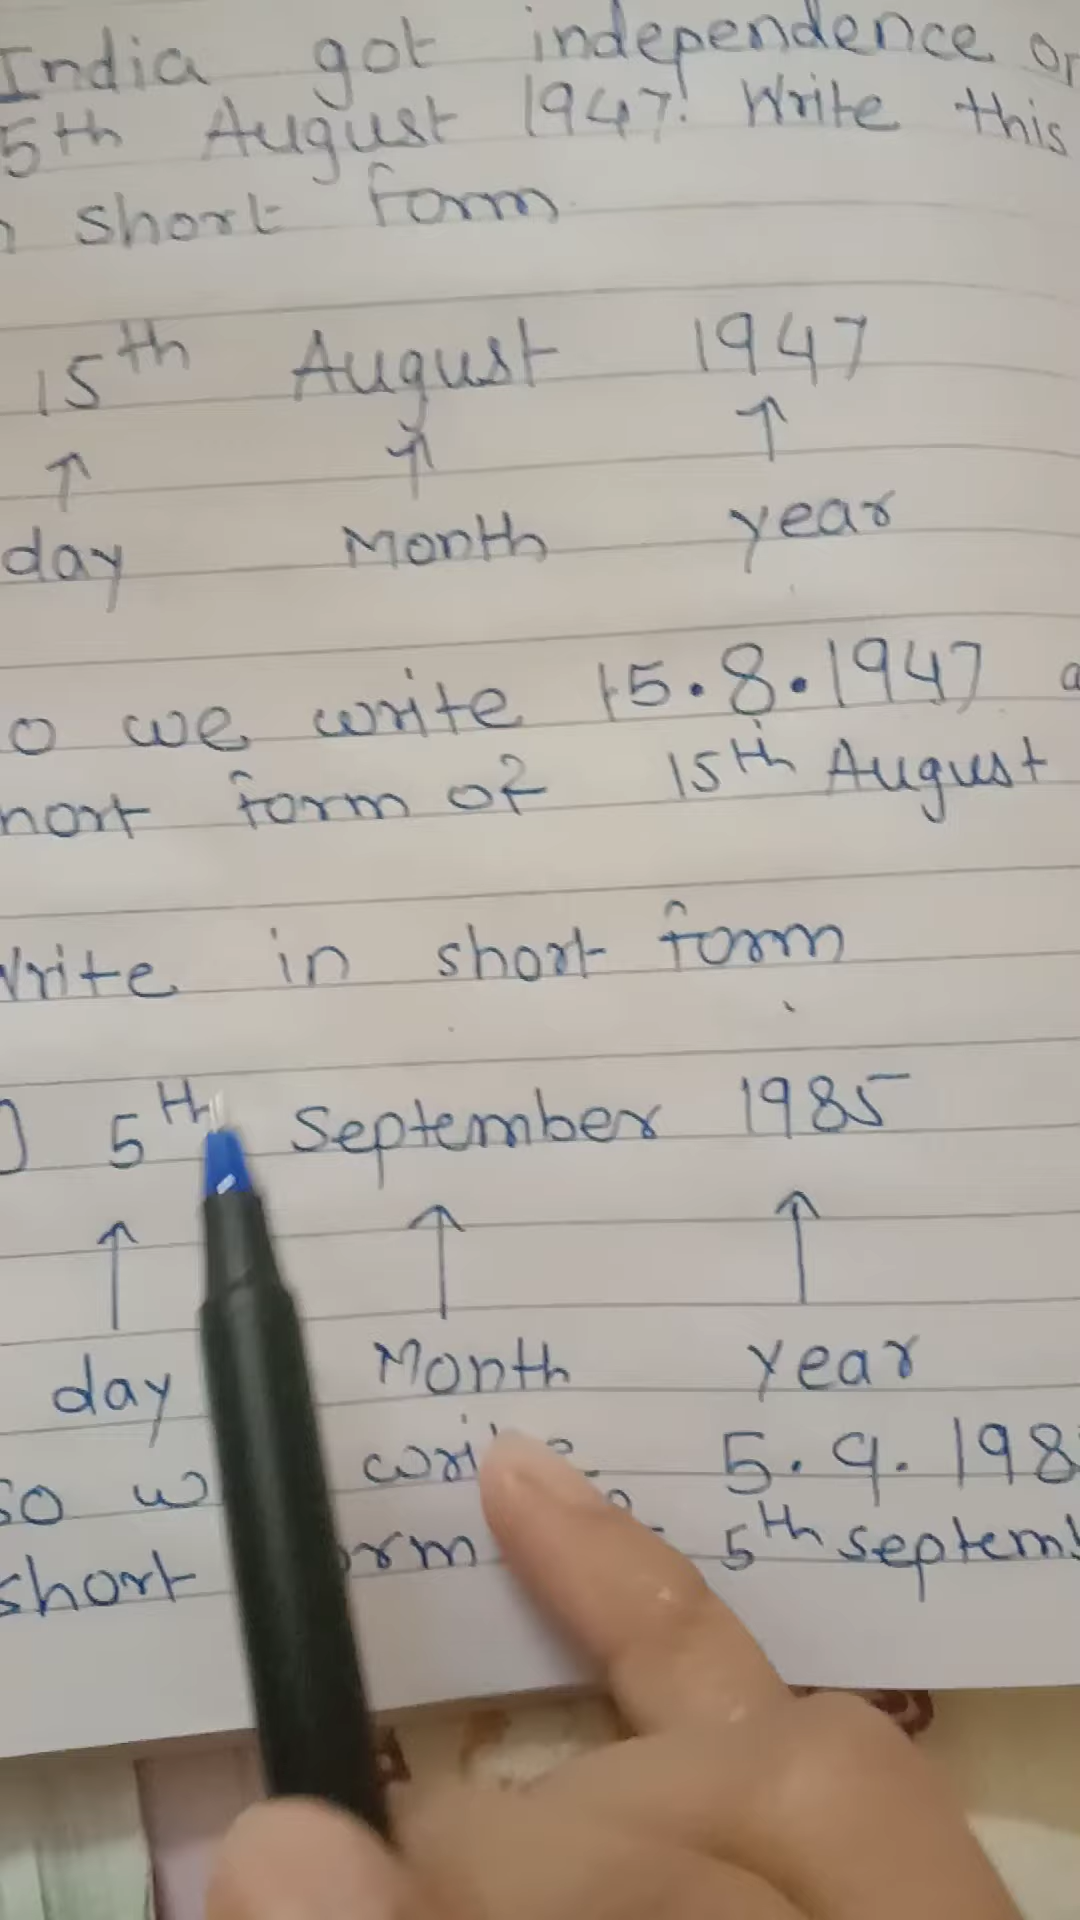 India got independence on
5th August 1947! Write this
short form
15th August 1947
day Month year
we write 15.8.1947
form of 15th August
Write in short form
5th September 1985
day Month year
so write 5.9.198
short 5th septem